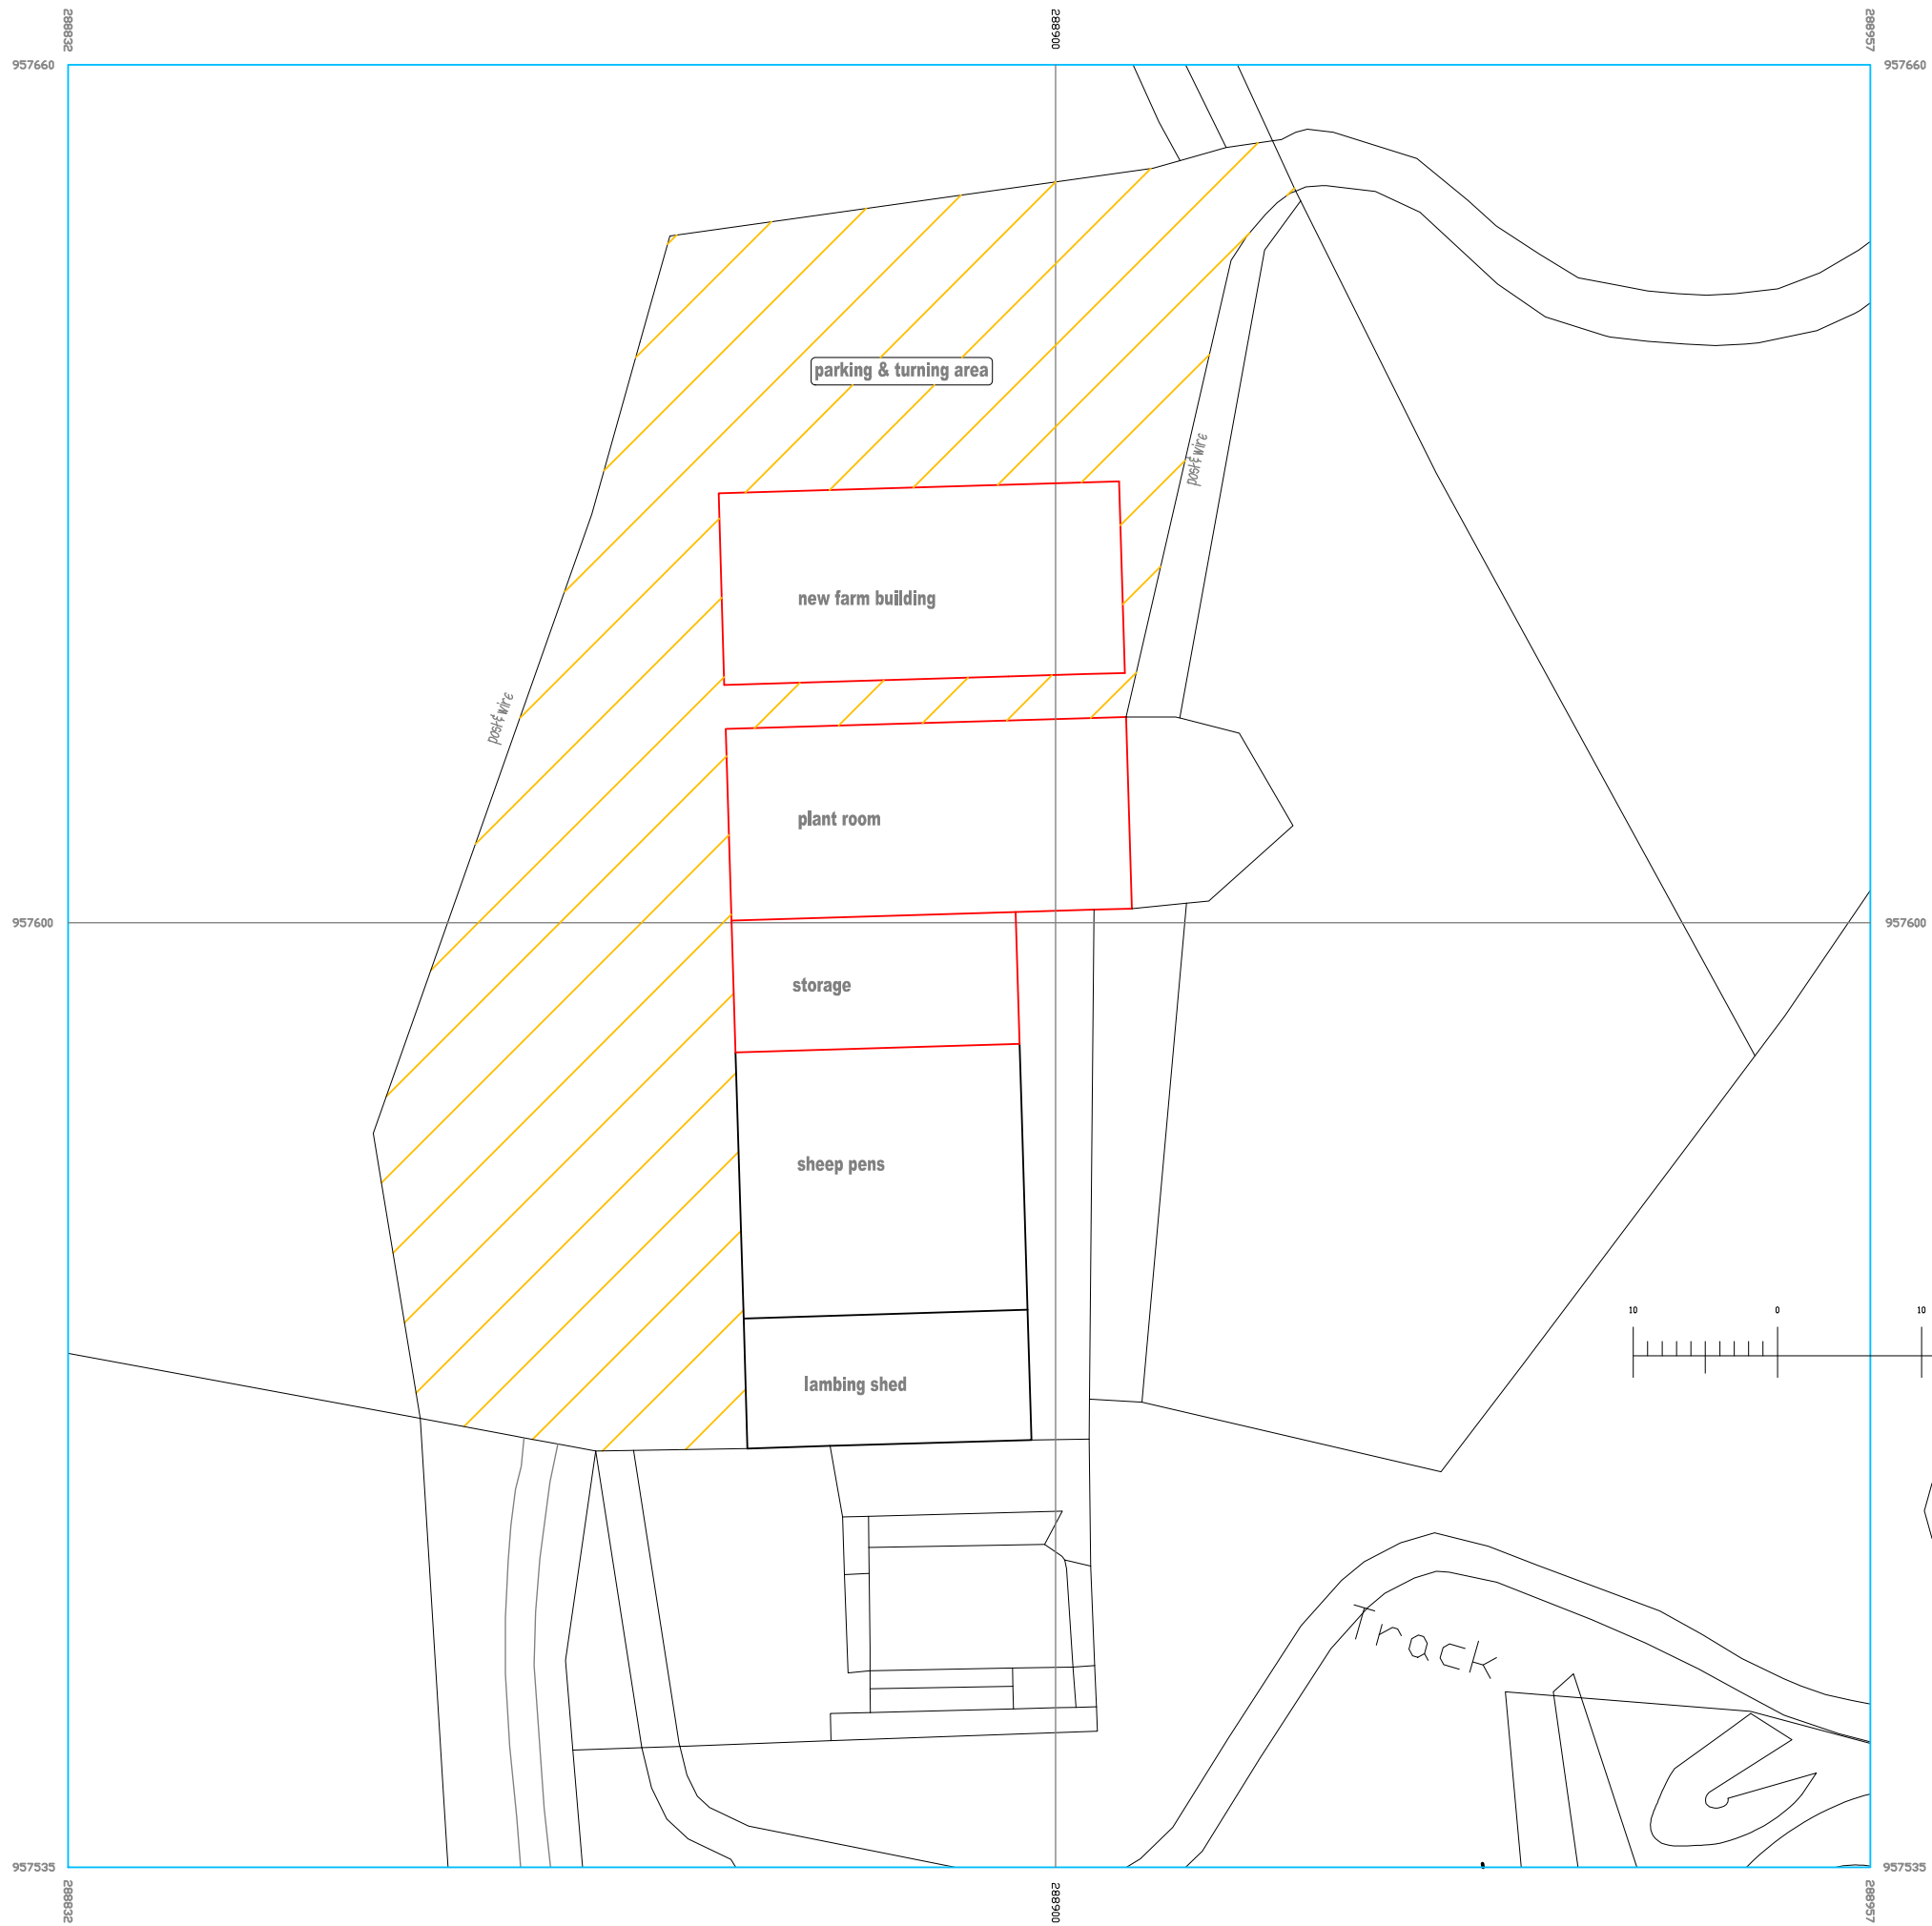 288832
288900
288957
957660
957660
parking & turning area
post&wire
new farm building
post&wire
plant room
957600
957600
storage
sheep pens
10
0
10
lambing shed
Track
957535
957535
288832
288900
288957